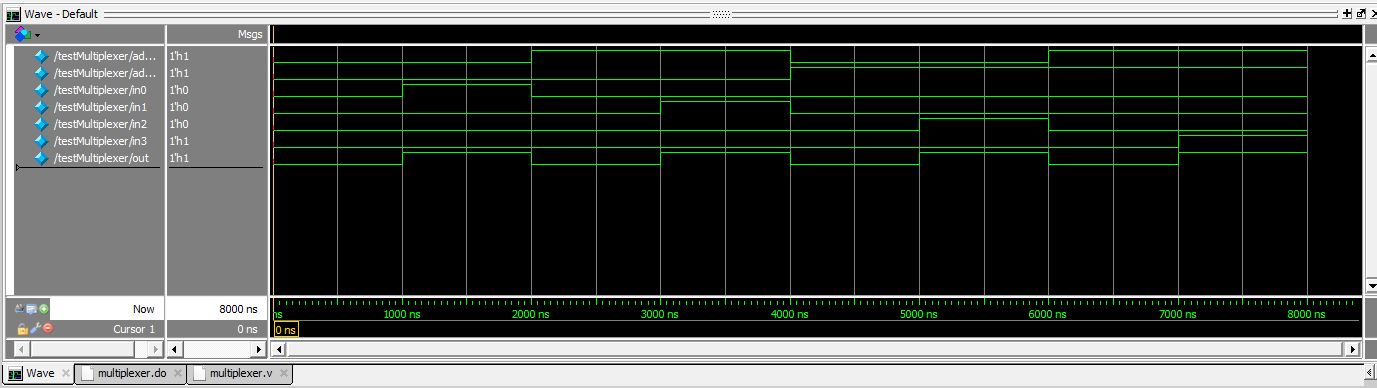 Wave - Default
Msgs
/testMultiplexer/ad... 1'h1
/testMultiplexer/ad... 1'h1
/testMultiplexer/in0 1'h0
/testMultiplexer/in1 1'h0
/testMultiplexer/in2 1'h0
/testMultiplexer/in3 1'h1
/testMultiplexer/out 1'h1
Now 8000 ns ns 1000 ns 2000 ns 3000 ns 4000 ns 5000 ns 6000 ns 7000 ns 8000 ns
Cursor 1 0 ns 0 ns
Wave multiplexer.do multiplexer.v